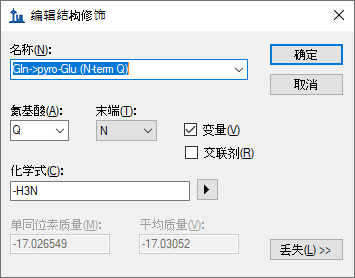 编辑结构修饰
名称(N):
Gln->pyro-Glu (N-term Q)
确定
取消
氨基酸(A):
末端(T):
Q
N
变量(V)
交联剂(R)
化学式(C):
-H3N
单同位素质量(M):
平均质量(V):
-17.026549
-17.03052
丢失(L) >>